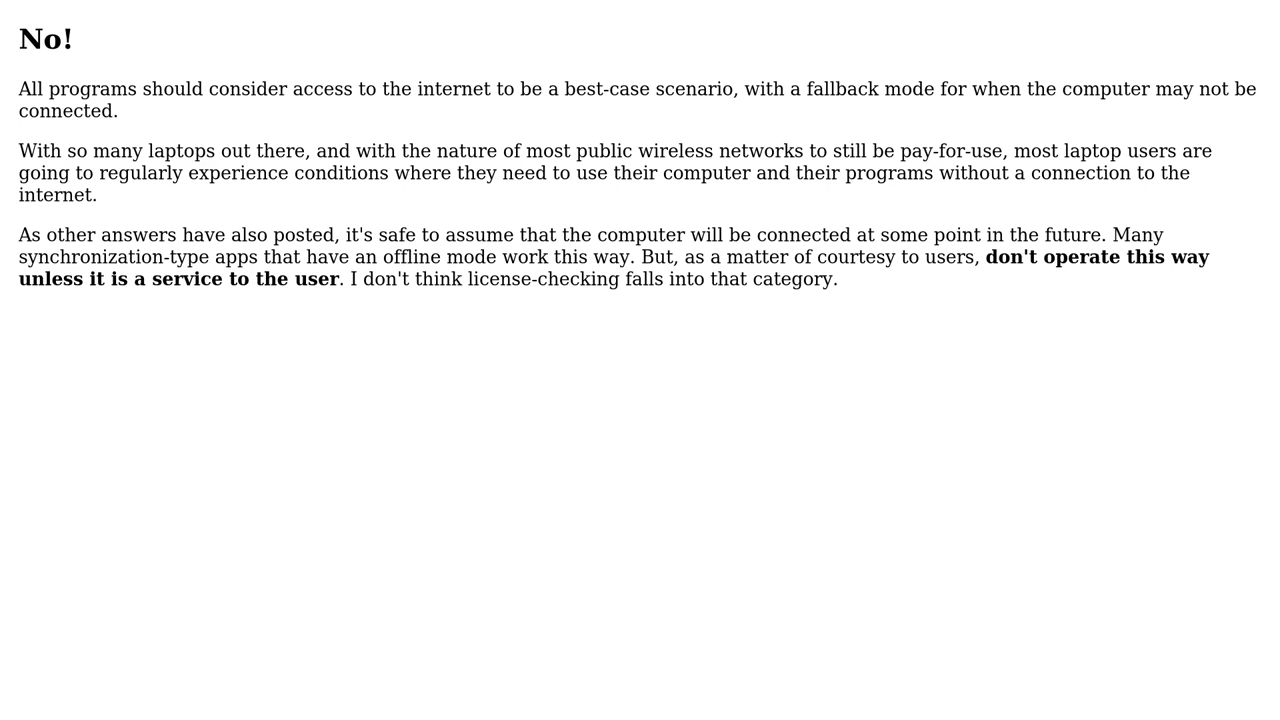 No!
All programs should consider access to the internet to be a best-case scenario, with a fallback mode for when the computer may not be
connected.
With so many laptops out there, and with the nature of most public wireless networks to still be pay-for-use, most laptop users are
going to regularly experience conditions where they need to use their computer and their programs without a connection to the
internet.
As other answers have also posted, it's safe to assume that the computer will be connected at some point in the future. Many
synchronization-type apps that have an offline mode work this way. But, as a matter of courtesy to users, don't operate this way
unless it is a service to the user. I don't think license-checking falls into that category.